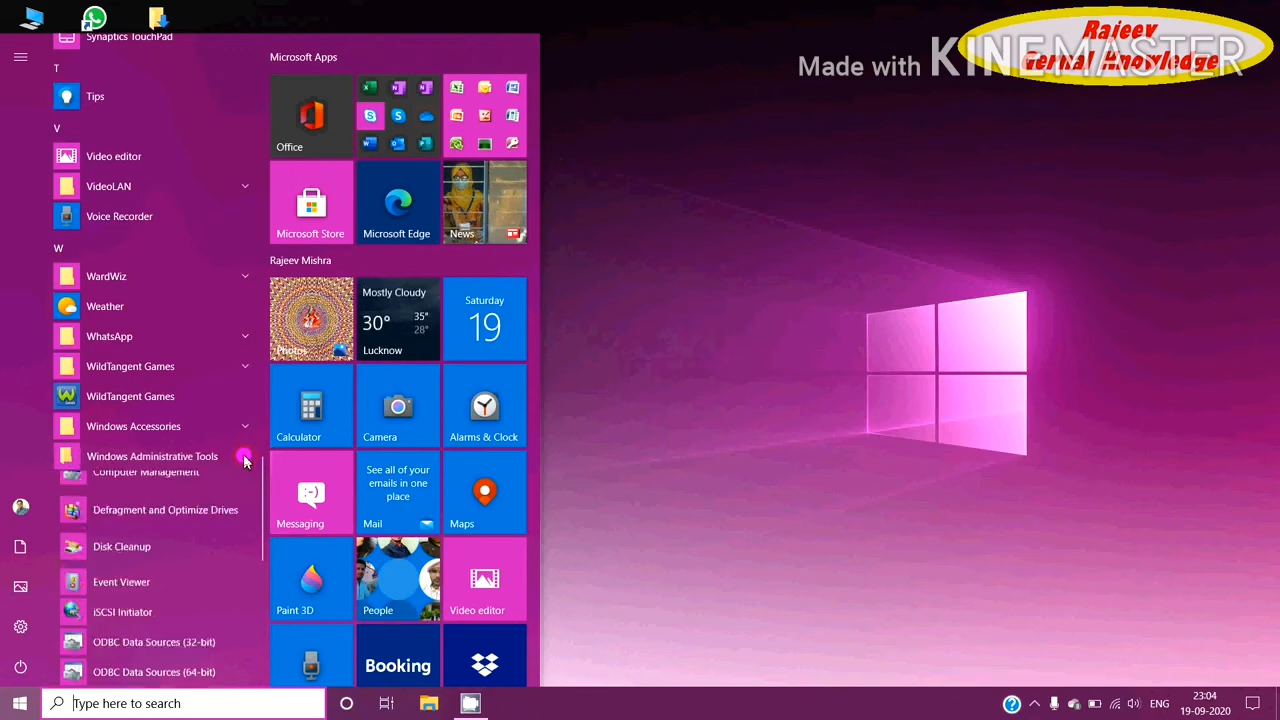 Rajeev
Gernal Knowledge
Made with KINEMASTER
Synaptics TouchPad
T
Tips
V
Video editor
VideoLAN
Voice Recorder
W
WardWiz
Weather
WhatsApp
WildTangent Games
WildTangent Games
Windows Accessories
Windows Administrative Tools
Computer Management
Defragment and Optimize Drives
Disk Cleanup
Event Viewer
iSCSI Initiator
ODBC Data Sources (32-bit)
ODBC Data Sources (64-bit)
Microsoft Apps
Office
Microsoft Store
Microsoft Edge
News
Rajeev Mishra
Photos
Mostly Cloudy
30° 35°
28°
Lucknow
Saturday
19
Calculator
Camera
Alarms & Clock
Messaging
See all of your
emails in one
place
Mail
Maps
Paint 3D
People
Video editor
Booking
Type here to search
ENG
23:04
19-09-2020